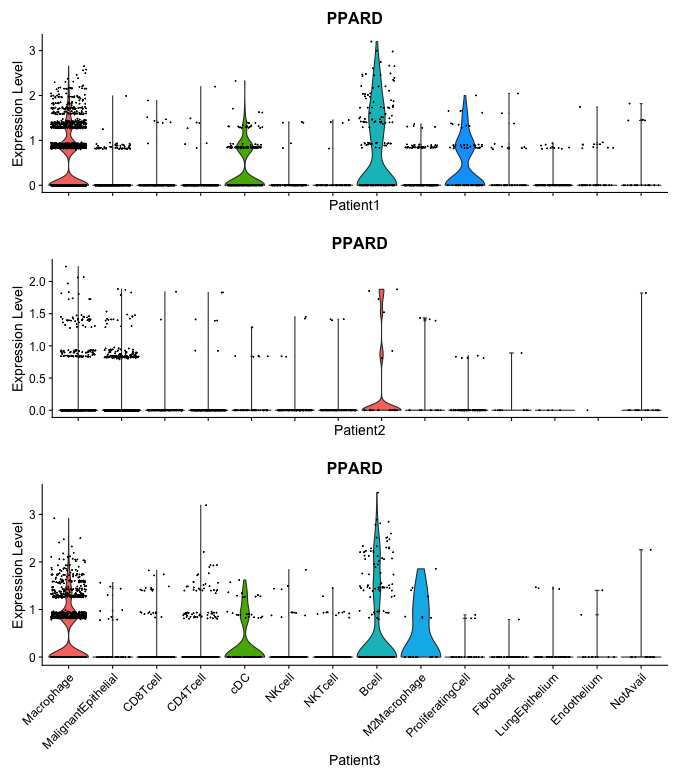 PPARD
Expression Level
3
2
1
0
Patient1
PPARD
Expression Level
2.0
1.5
1.0
0.5
0.0
Patient2
PPARD
Expression Level
3
2
1
0
Macrophage
MalignantEpithelial
CD8Tcell
CD4Tcell
cDC
NKcell
NKTcell
Bcell
M2Macrophage
ProliferatingCell
Fibroblast
LungEpithelium
Endothelium
NotAvail
Patient3